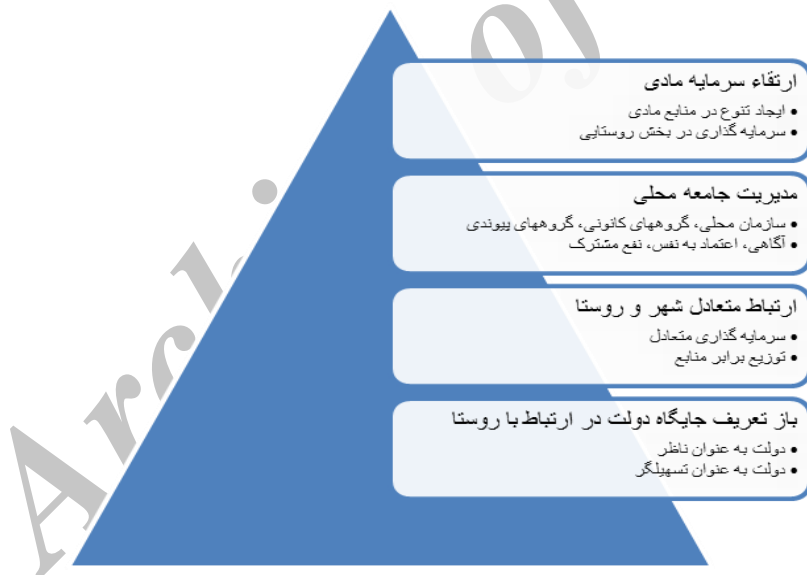 ارتقاء سرمایه مادی
• ایجاد تنوع در منابع مادی
• سرمایه گذاری در بخش روستایی
مدیریت جامعه محلی
• سازمان محلی، گروههای کانونی، گروههای پیوندی
• آگاهی، اعتماد به نفس، نفع مشترک
ارتباط متعادل شهر و روستا
• سرمایه گذاری متعادل
• توزیع برابر منابع
باز تعریف جایگاه دولت در ارتباط با روستا
• دولت به عنوان ناظر
• دولت به عنوان تسهیلگر